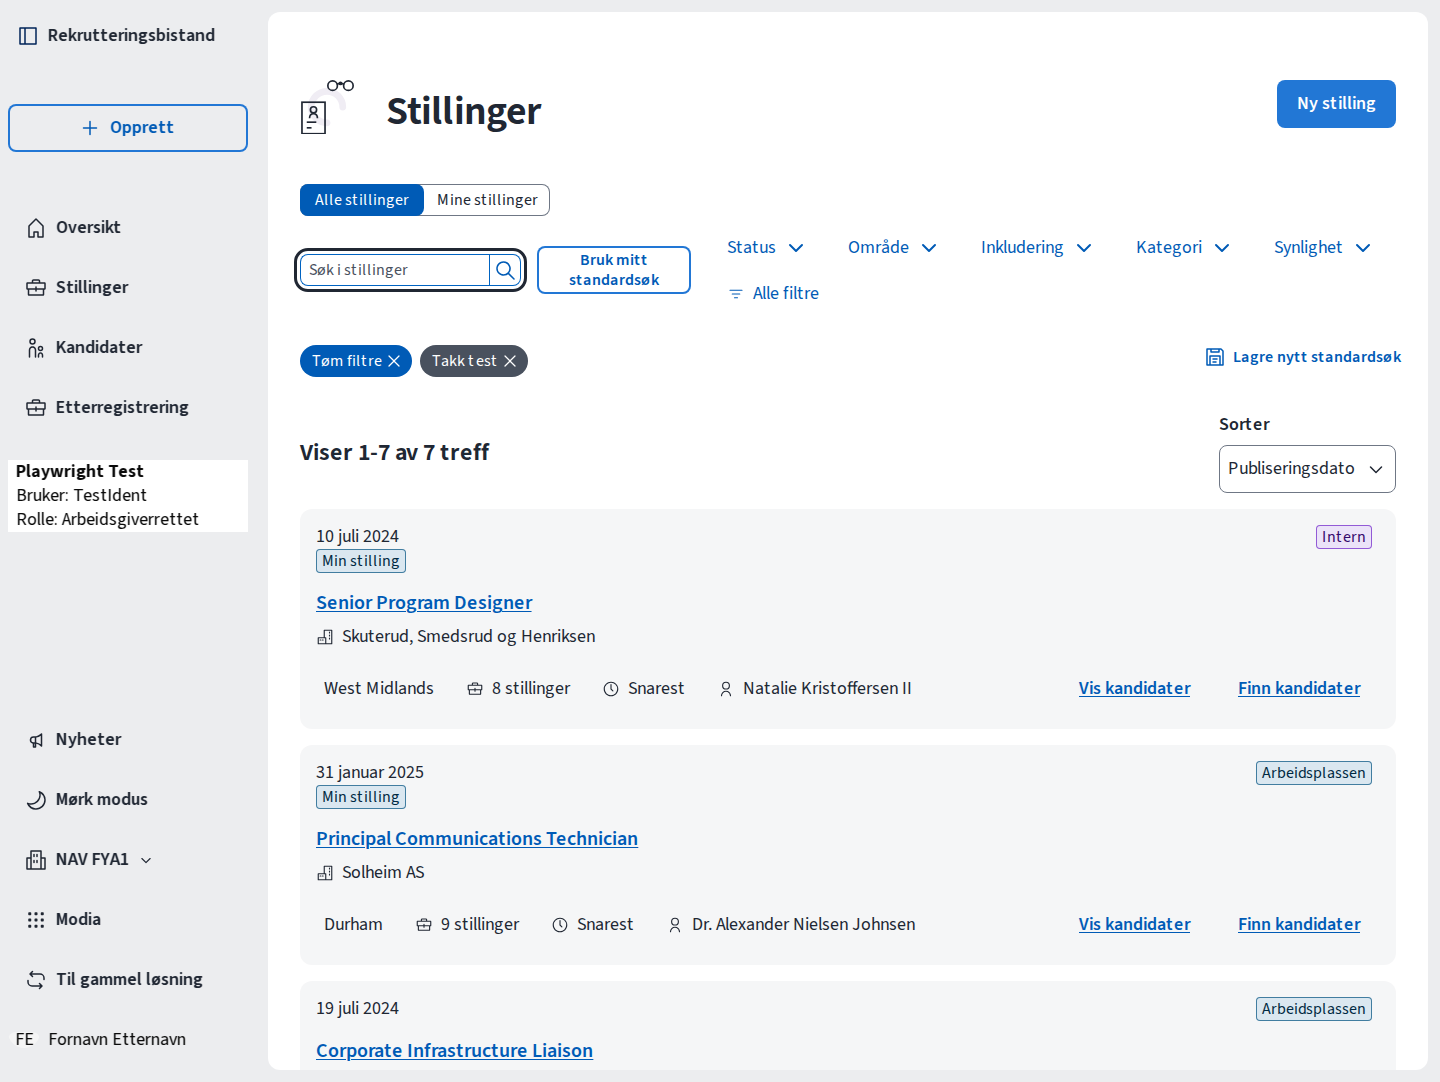 Rekrutteringsbistand
Opprett
Oversikt
Stillinger
Kandidater
Etterregistrering
Playwright Test
Bruker: TestIdent
Rolle: Arbeidsgiverrettet
Nyheter
Mørk modus
NAV FYA1
Modia
Til gammel løsning
FE Fornavn Etternavn
Stillinger
Ny stilling
Alle stillinger Mine stillinger
Søk i stillinger
Bruk mitt
standardsøk
Status Område Inkludering Kategori Synlighet
Alle filtre
Tøm filtre Takk test
Lagre nytt standardsøk
Viser 1-7 av 7 treff
Sorter
Publiseringsdato
10 juli 2024
Intern
Min stilling
Senior Program Designer
Skuterud, Smedsrud og Henriksen
West Midlands 8 stillinger Snarest Natalie Kristoffersen II Vis kandidater Finn kandidater
31 januar 2025
Arbeidsplassen
Min stilling
Principal Communications Technician
Solheim AS
Durham 9 stillinger Snarest Dr. Alexander Nielsen Johnsen Vis kandidater Finn kandidater
19 juli 2024
Arbeidsplassen
Corporate Infrastructure Liaison